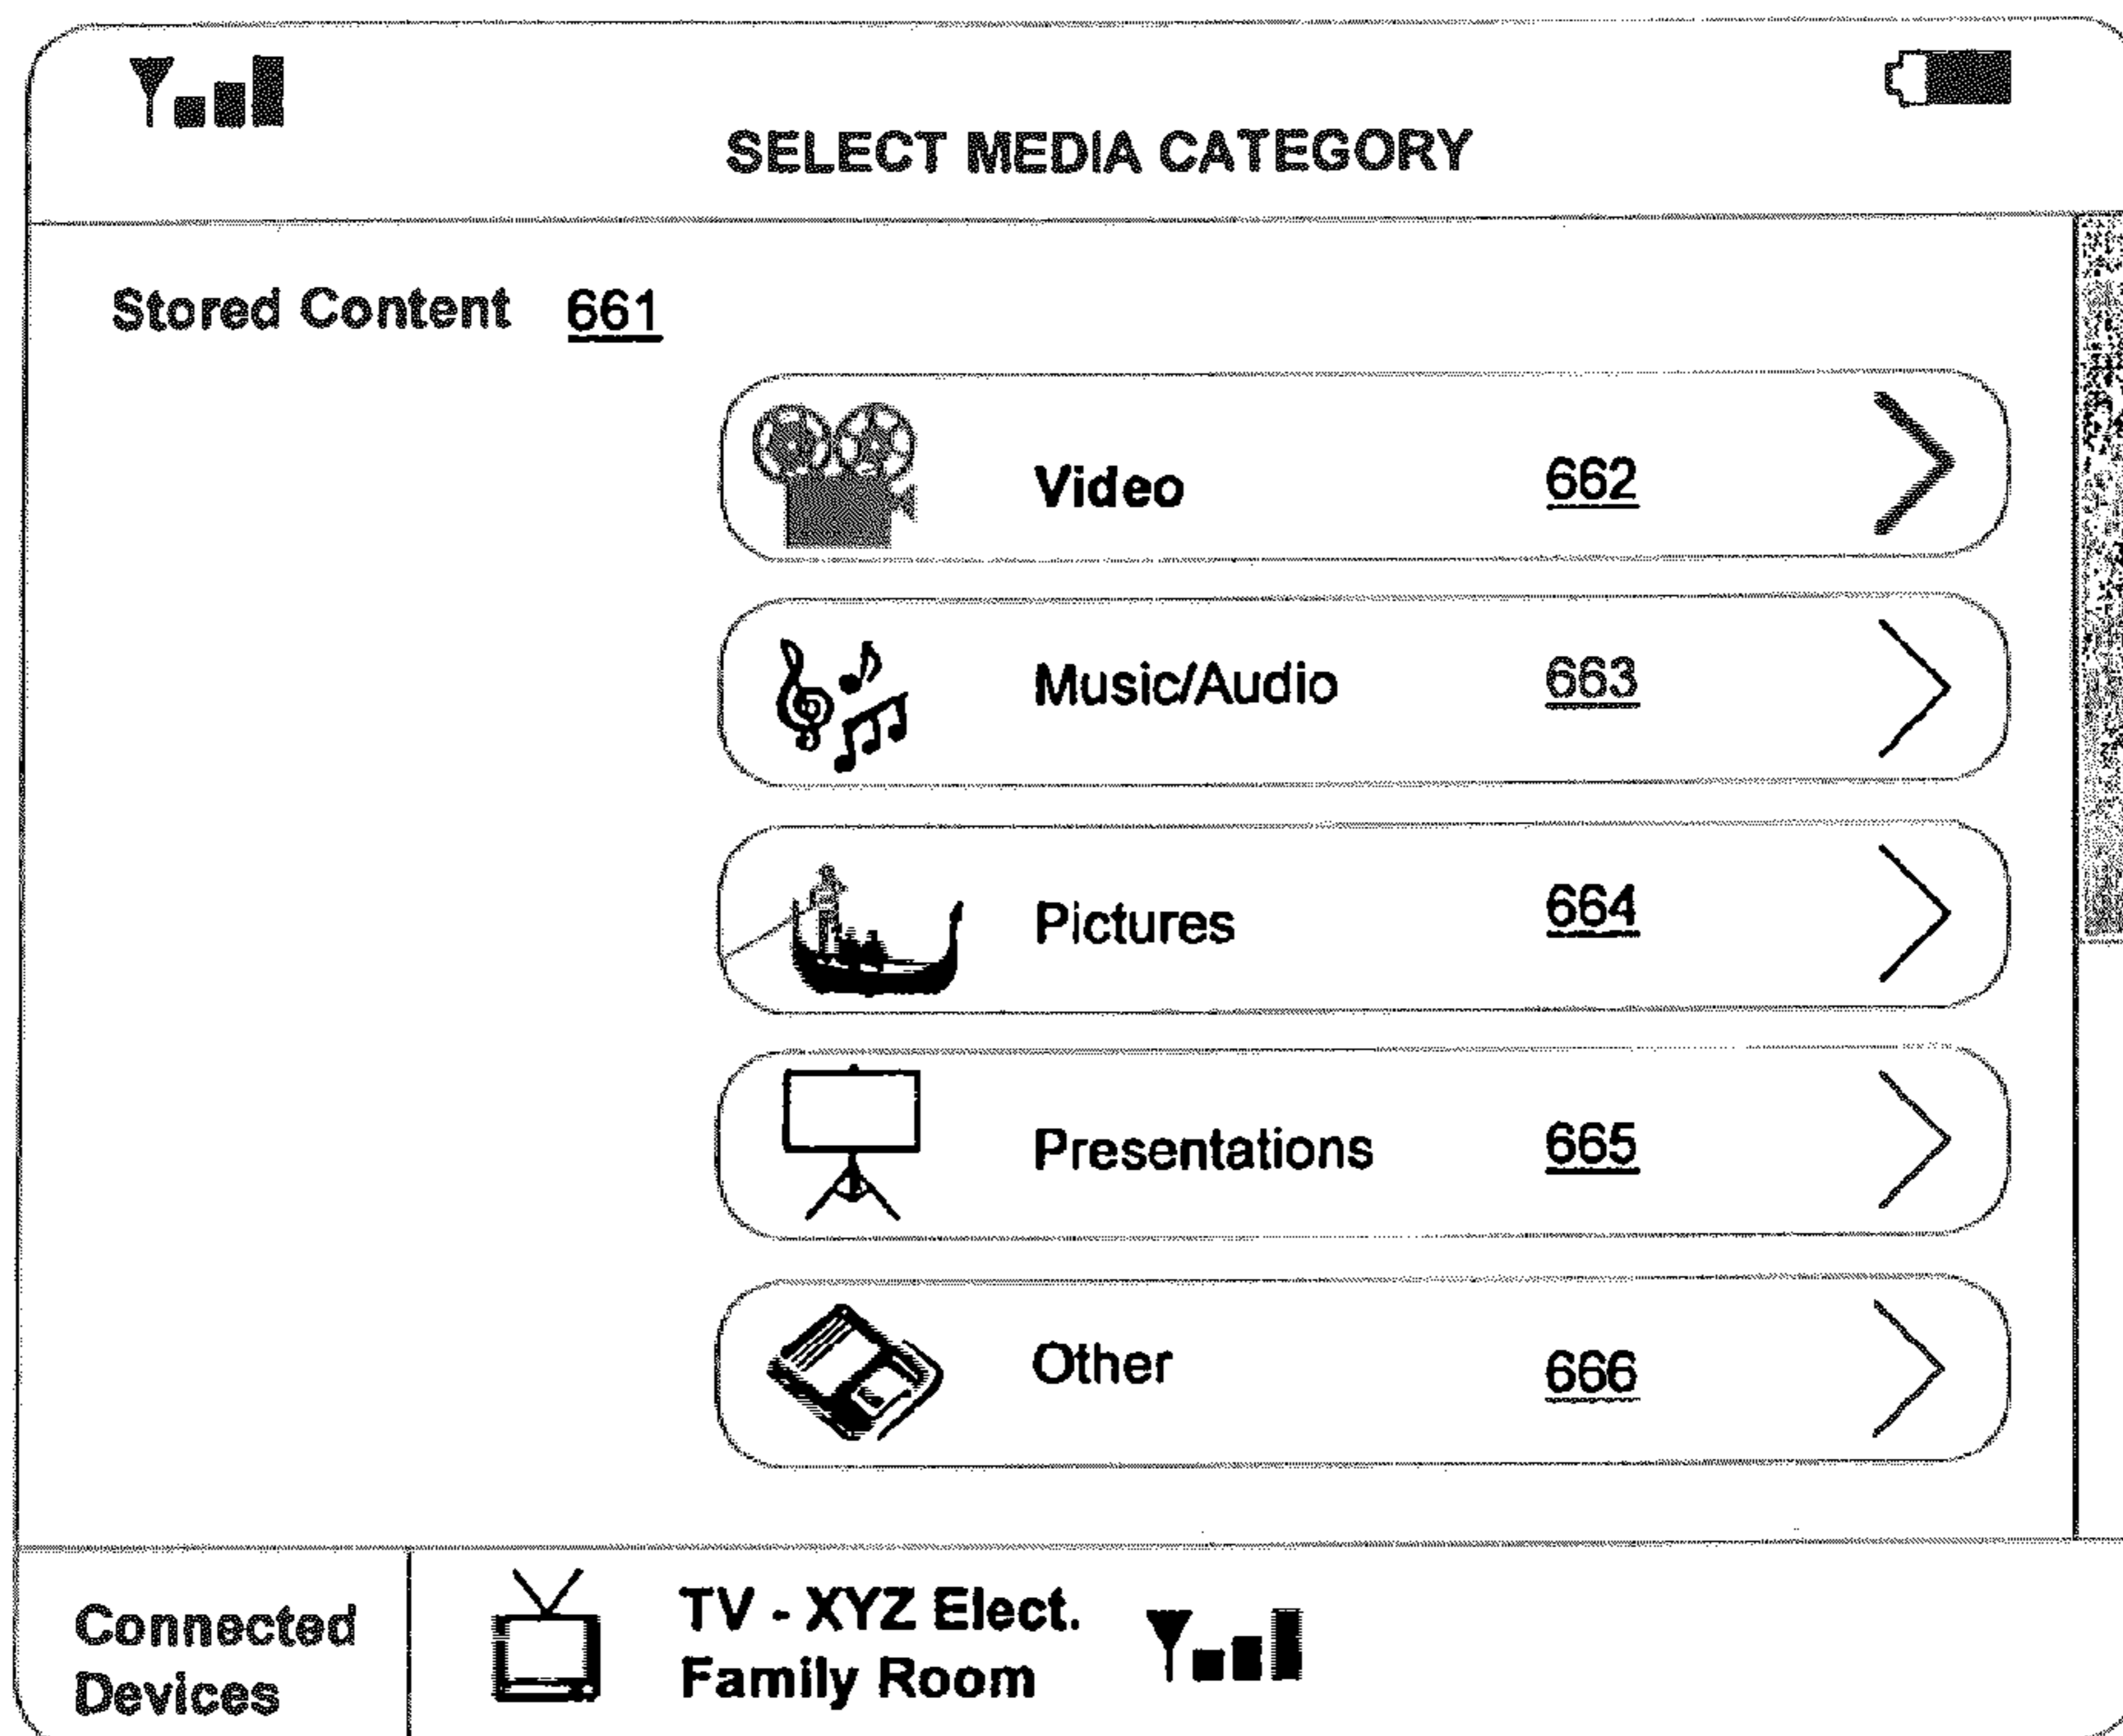 SELECT MEDIA CATEGORY
Stored Content 661
Video 662
Music/Audio 663
Pictures 664
Presentations 665
Other 666
Connected
Devices
TV - XYZ Elect.
Family Room